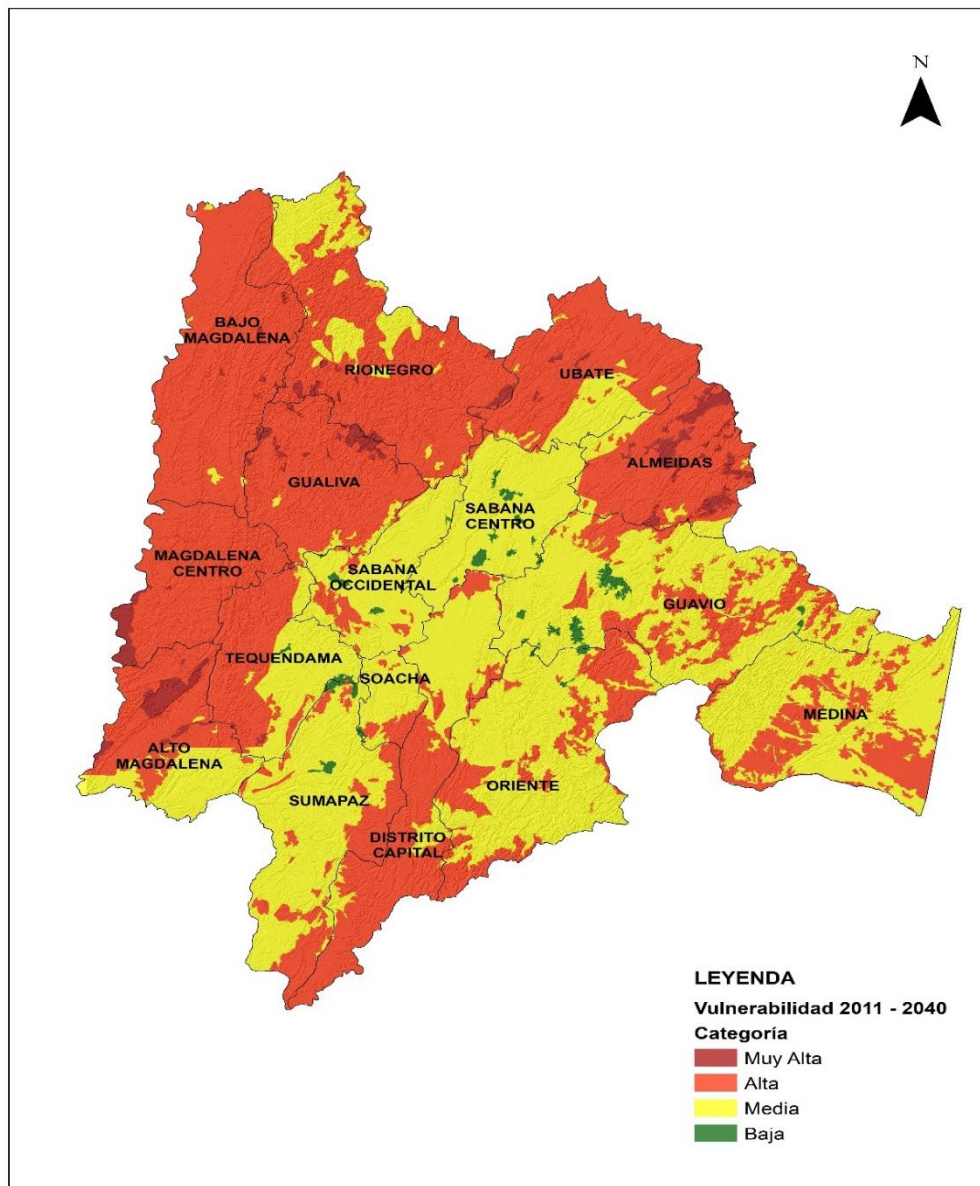 N
BAJO
MAGDALENA
RIONEGRO
UBATE
ALMEIDAS
GUALIVA
SABANA
CENTRO
MAGDALENA
CENTRO
SABANA
OCCIDENTAL
GUAVIO
TEQUENDAMA
SOACHA
MEDINA
ALTO
MAGDALENA
ORIENTE
SUMAPAZ
DISTRITO
CAPITAL
LEYENDA
Vulnerabilidad 2011 - 2040
Categoría
Muy Alta
Alta
Media
Baja